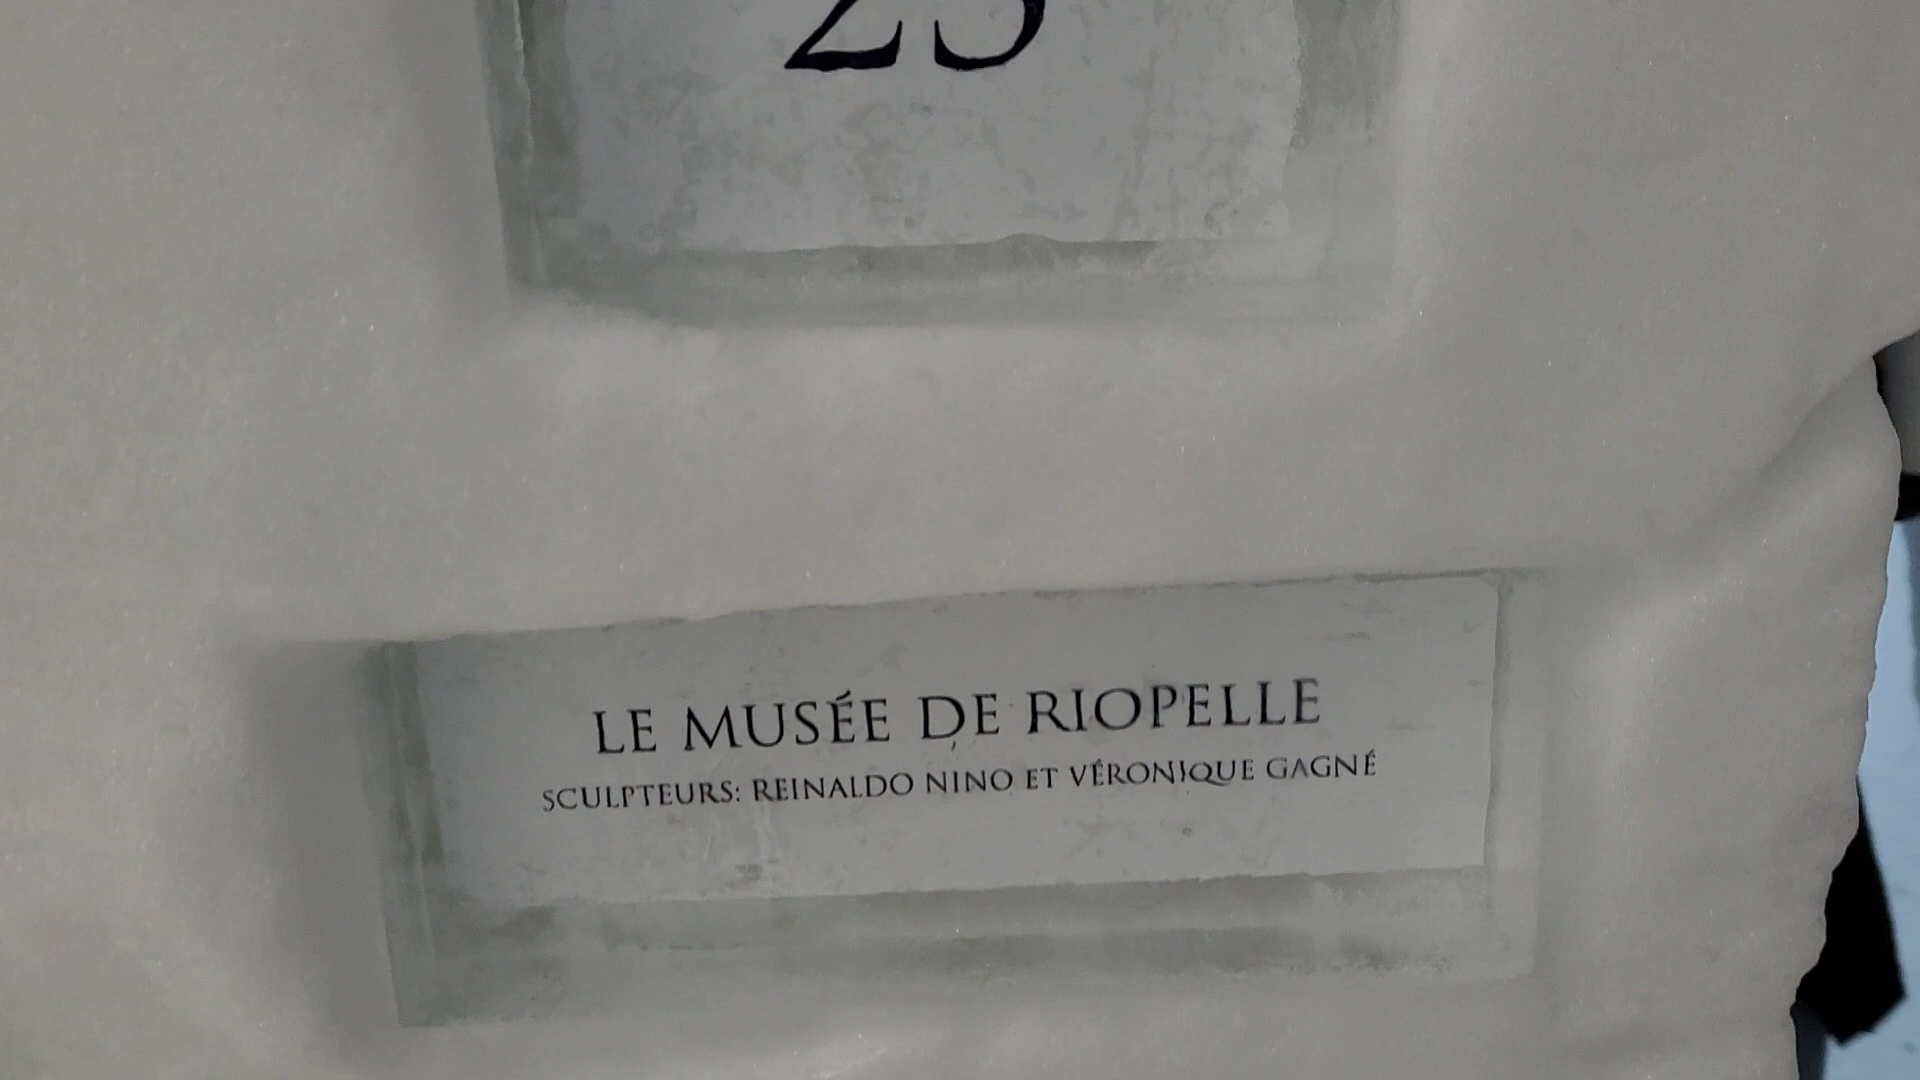 LE MUSÉE DE RIOPELLE
SCULPTEURS: REINALDO NINO ET VÉRONIQUE GAGNÉ